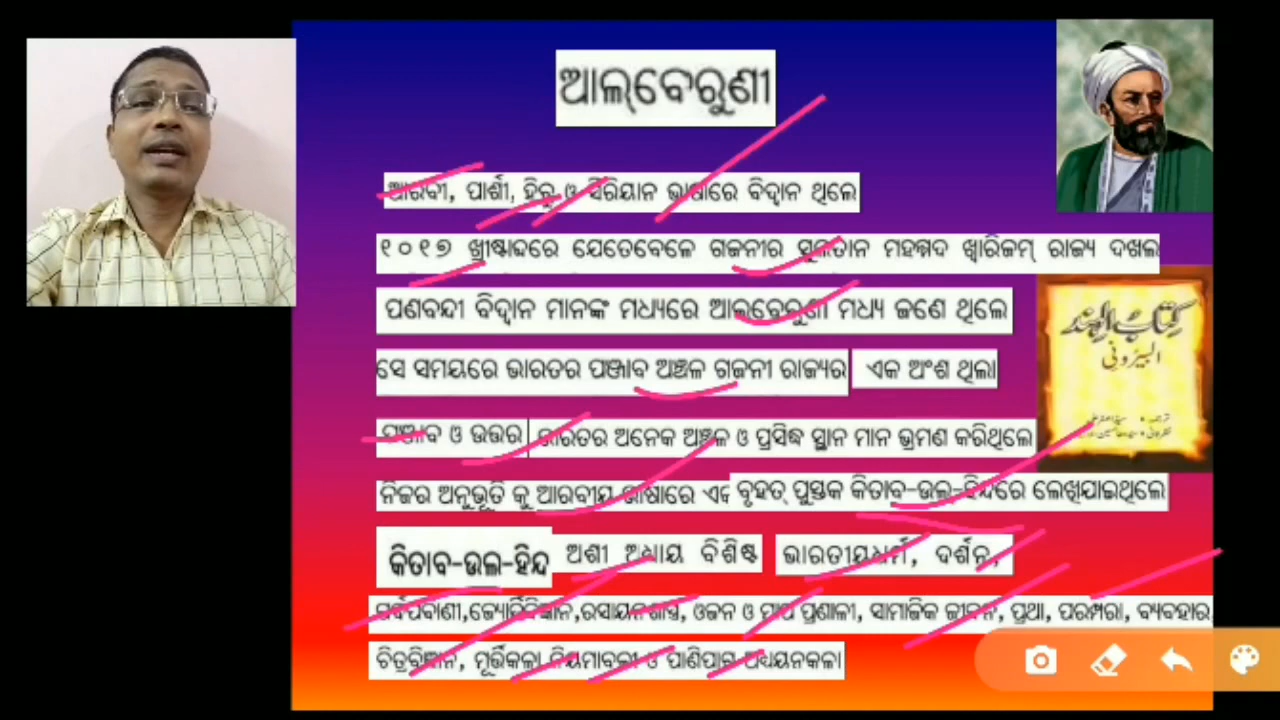 ଆଲ୍‌ବେରୁଣୀ
ଆରବୀ, ପାର୍ଶୀ, ହିବ୍ରୁ ଓ ସିରିୟାନ ଭାଷାରେ ବିଦ୍ୱାନ ଥିଲେ
୧୦୧୭ ଖ୍ରୀଷ୍ଟାବ୍ଦରେ ଯେତେବେଳେ ଗଜନୀର ସୁଲତାନ ମହମ୍ମଦ ଖ୍ୱାରିଜମ୍ ରାଜ୍ୟ ଦଖଲ
ପଣବନ୍ଦୀ ବିଦ୍ୱାନ ମାନଙ୍କ ମଧ୍ୟରେ ଆଲବେରୁଣୀ ମଧ୍ୟ ଜଣେ ଥିଲେ
ସେ ସମୟରେ ଭାରତର ପଞ୍ଜାବ ଅଞ୍ଚଳ ଗଜନୀ ରାଜ୍ୟର ଏକ ଅଂଶ ଥିଲା
ପଞ୍ଜାବ ଓ ଉତ୍ତର ଭାରତର ଅନେକ ଅଞ୍ଚଳ ଓ ପ୍ରସିଦ୍ଧ ସ୍ଥାନ ମାନ ଭ୍ରମଣ କରିଥିଲେ
ନିଜର ଅନୁଭୂତି କୁ ଆରବୀୟ ଭାଷାରେ ଏକ ବୃହତ୍ ପୁସ୍ତକ କିତାବ-ଉଲ-ହିନ୍ଦରେ ଲେଖିଯାଇଥିଲେ
କିତାବ-ଉଲ-ହିନ୍ଦ ଅଶୀ ଅଧ୍ୟାୟ ବିଶିଷ୍ଟ ଭାରତୀୟଧର୍ମ, ଦର୍ଶନ,
ଓଜନ ଓ ମାପ ପ୍ରଣାଳୀ, ସାମାଜିକ ଜୀବନ, ପ୍ରଥା, ପରମ୍ପରା, ବ୍ୟବହାର,
ଚିତ୍ରବିଜ୍ଞାନ, ମୂର୍ତ୍ତିକଳା ନିୟମାବଳୀ ଓ ଅଧ୍ୟୟନକଳା
كتاب الهند
البيرونی